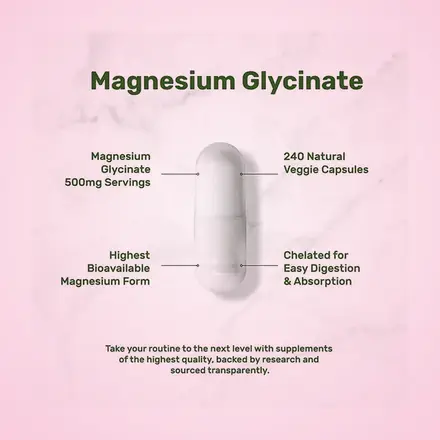 Magnesium Glycinate
Magnesium
Glycinate
500mg Servings
240 Natural
Veggie Capsules
Highest
Bioavailable
Magnesium Form
Chelated for
Easy Digestion
& Absorption
Take your routine to the next level with supplements
of the highest quality, backed by research and
sourced transparently.